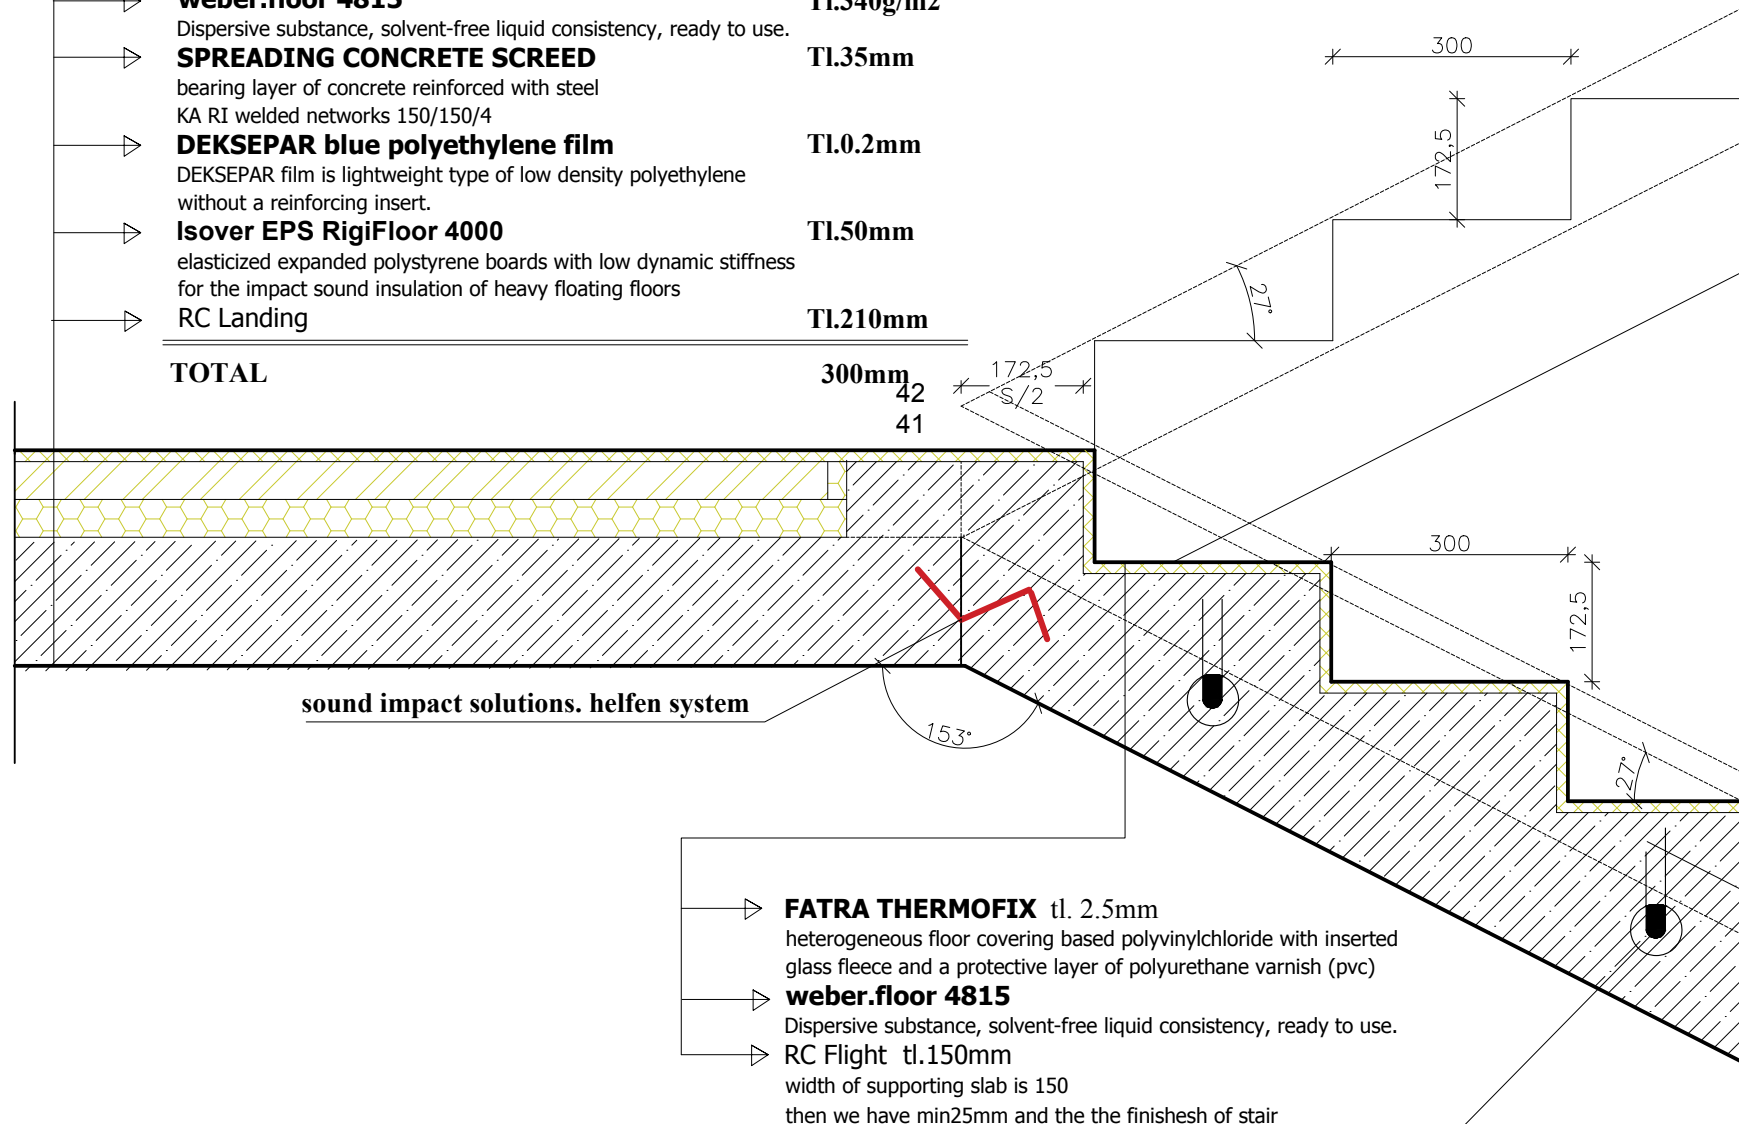 weber.floor 4815 Tl.340g/m2
Dispersive substance, solvent-free liquid consistency, ready to use.
SPREADING CONCRETE SCREED Tl.35mm
bearing layer of concrete reinforced with steel
KA RI welded networks 150/150/4
DEKSEPAR blue polyethylene film Tl.0.2mm
DEKSEPAR film is lightweight type of low density polyethylene
without a reinforcing insert.
Isover EPS RigiFloor 4000 Tl.50mm
elasticized expanded polystyrene boards with low dynamic stiffness
for the impact sound insulation of heavy floating floors
RC Landing Tl.210mm
TOTAL 300mm
42
41
300
172,5
27°
172,5
S/2
300
172,5
27°
153°
sound impact solutions. helfen system
FATRA THERMOFIX tl. 2.5mm
heterogeneous floor covering based polyvinylchloride with inserted
glass fleece and a protective layer of polyurethane varnish (pvc)
weber.floor 4815
Dispersive substance, solvent-free liquid consistency, ready to use.
RC Flight tl.150mm
width of supporting slab is 150
then we have min25mm and the the finishesh of stair